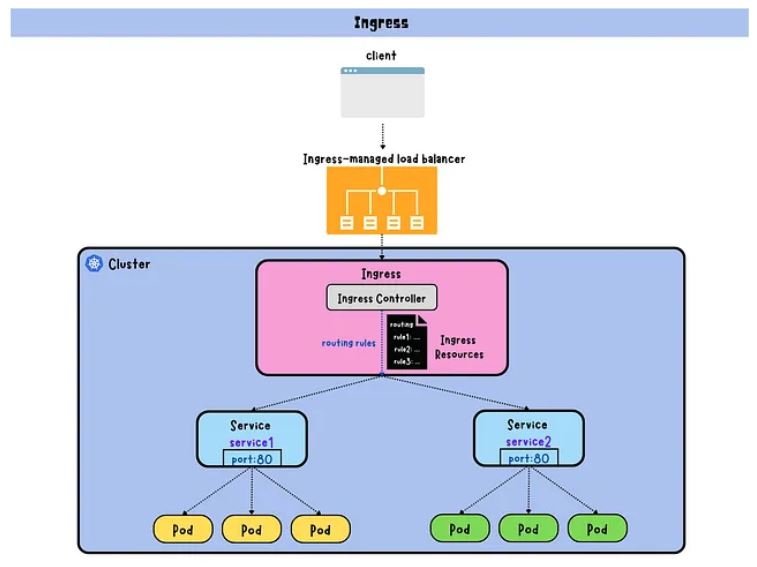 Ingress
client
Ingress-managed load balancer
Cluster
Ingress
Ingress Controller
routing
rule1: ...
rule2: ...
rule3: ...
routing rules
Ingress
Resources
Service
service1
port:80
Service
service2
port:80
Pod
Pod
Pod
Pod
Pod
Pod